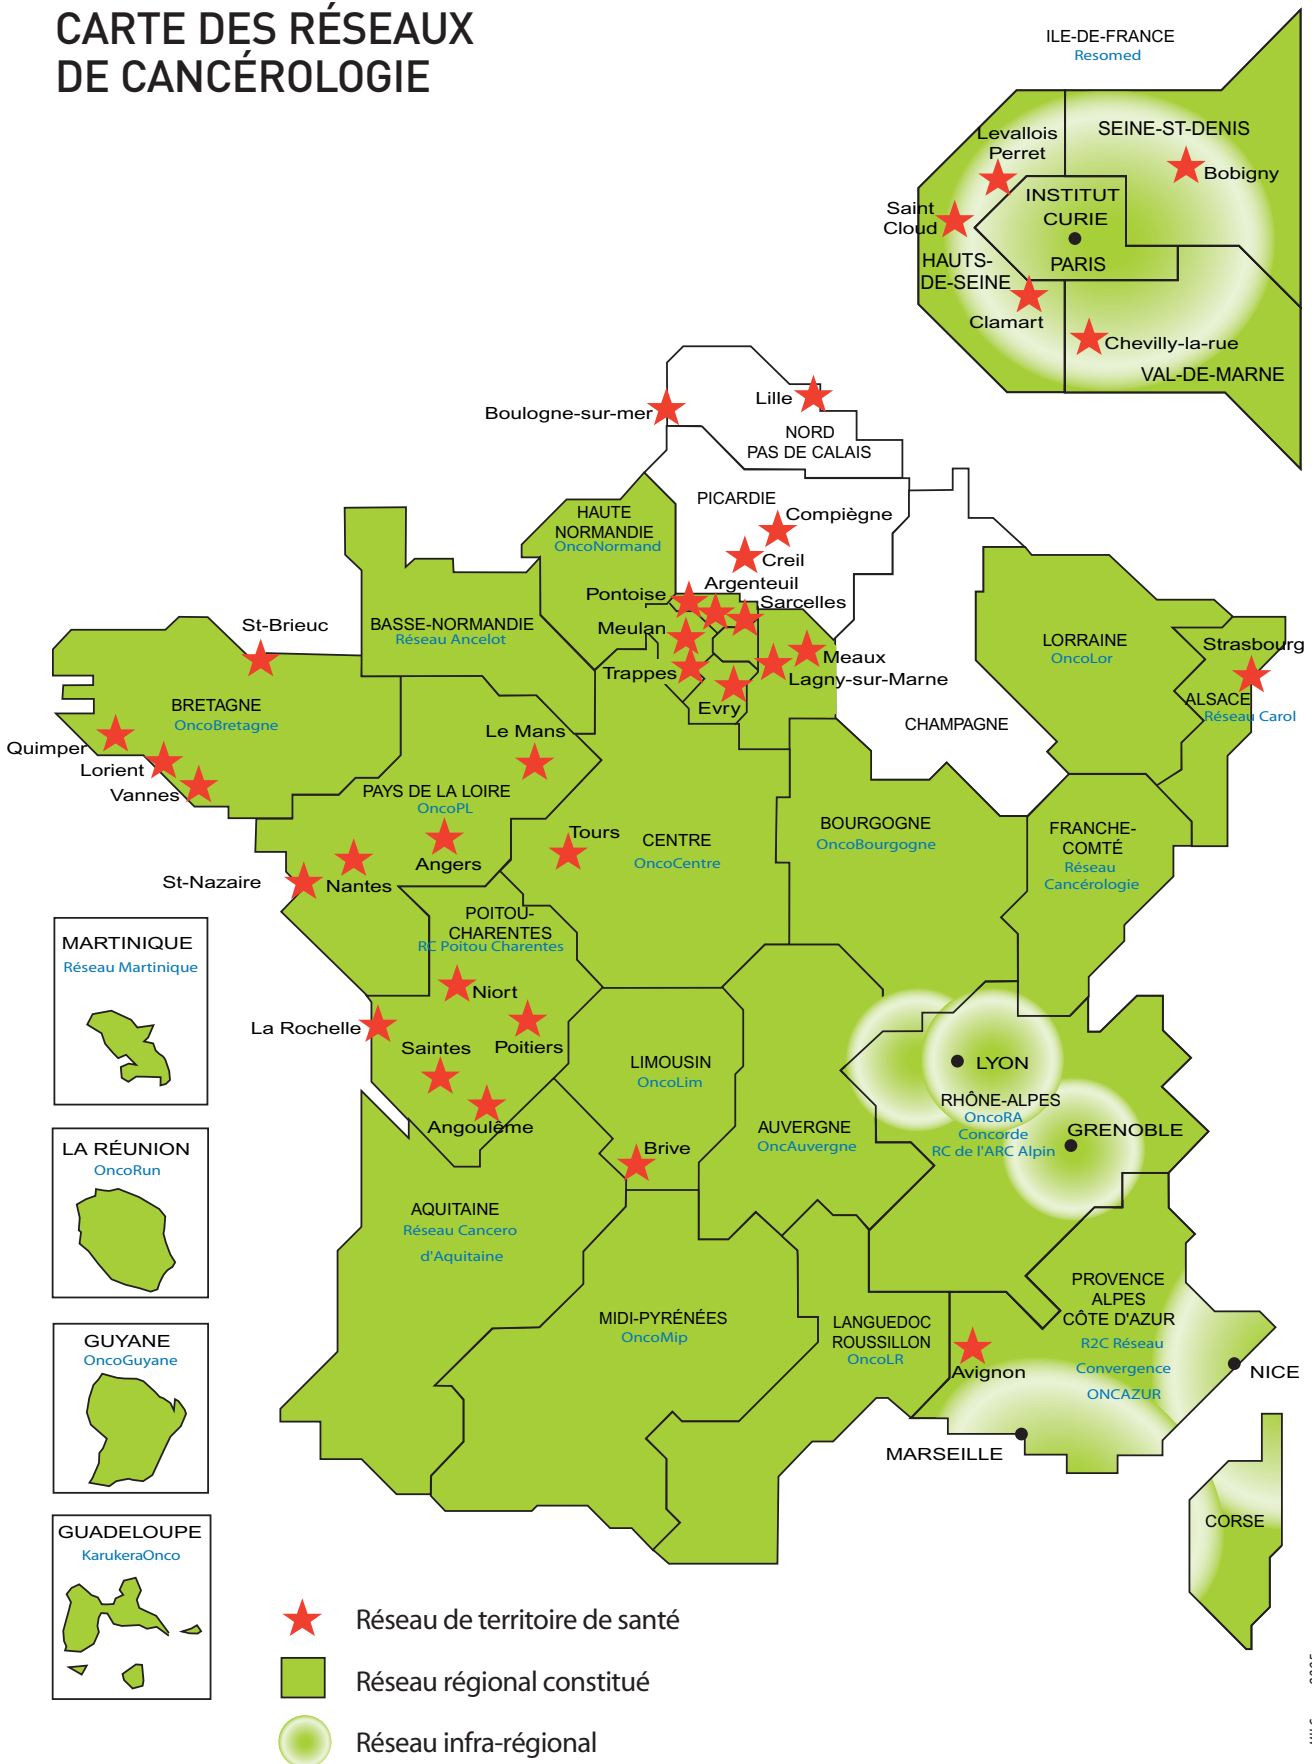 CARTE DES RÉSEAUX
DE CANCÉROLOGIE
ILE-DE-FRANCE
Resomed
Levallois
Perret
SEINE-ST-DENIS
Bobigny
Saint
Cloud
INSTITUT
CURIE
PARIS
HAUTS-
DE-SEINE
Clamart
Chevilly-la-rue
VAL-DE-MARNE
Boulogne-sur-mer
Lille
NORD
PAS DE CALAIS
PICARDIE
Compiègne
Creil
HAUTE
NORMANDIE
OncoNormand
Argenteuil
Pontoise
Sarcelles
Meulan
Meaux
Trappes
Lagny-sur-Marne
Evry
BASSE-NORMANDIE
Réseau Ancelot
St-Brieuc
BRETAGNE
OncoBretagne
Quimper
Lorient
Vannes
LORRAINE
OncoLor
Strasbourg
ALSACE
Réseau Carol
CHAMPAGNE
Le Mans
PAYS DE LA LOIRE
OncoPL
Angers
Nantes
St-Nazaire
Tours
CENTRE
OncoCentre
BOURGOGNE
OncoBourgogne
FRANCHE-
COMTÉ
Réseau
Cancérologie
POITOU-
CHARENTES
RC Poitou Charentes
Niort
La Rochelle
Poitiers
Saintes
Angoulême
LIMOUSIN
OncoLim
Brive
AUVERGNE
OncAuvergne
LYON
RHÔNE-ALPES
OncoRA
Concorde
RC de l'ARC Alpin
GRENOBLE
AQUITAINE
Réseau Cancero
d'Aquitaine
MIDI-PYRÉNÉES
OncoMip
LANGUEDOC
ROUSSILLON
OncoLR
Avignon
PROVENCE
ALPES
CÔTE D'AZUR
R2C Réseau
Convergence
ONCAZUR
NICE
MARSEILLE
CORSE
MARTINIQUE
Réseau Martinique
LA RÉUNION
OncoRun
GUYANE
OncoGuyane
GUADELOUPE
KarukeraOnco
Réseau de territoire de santé
Réseau régional constitué
Réseau infra-régional